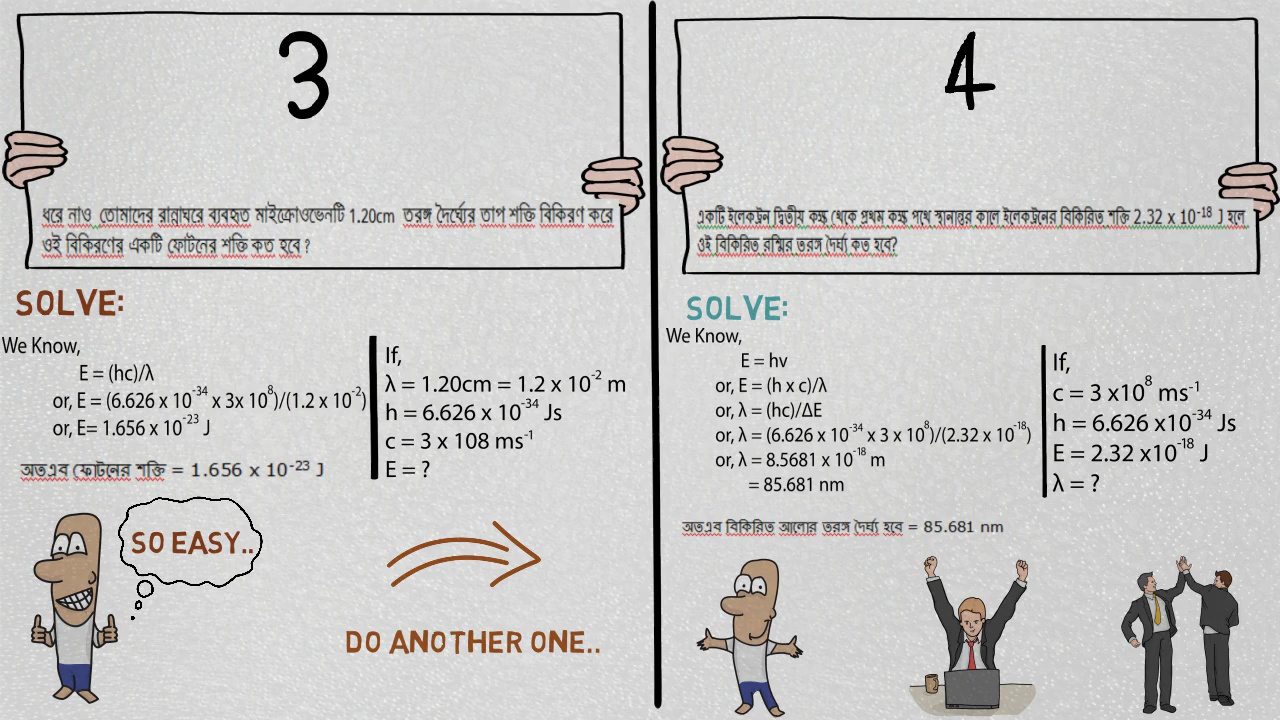 3
ধরে নাও তোমাদের রান্নাঘরে ব্যবহৃত মাইক্রোওভেনটি 1.20cm তরঙ্গ দৈর্ঘ্যের তাপ শক্তি বিকিরণ করে
ওই বিকিরণের একটি ফোটনের শক্তি কত হবে ?
SOLVE:
We Know,
E = (hc)/λ
or, E = (6.626 x 10⁻³⁴ x 3x 10⁸)/(1.2 x 10⁻²)
or, E= 1.656 x 10⁻²³ J
অতএব ফোটনের শক্তি = 1.656 x 10⁻²³ J
If,
λ = 1.20cm = 1.2 x 10⁻² m
h = 6.626 x 10⁻³⁴ Js
c = 3 x 108 ms⁻¹
E = ?
SO EASY..
DO ANOTHER ONE..
4
একটি ইলেকট্রন দ্বিতীয় কক্ষ থেকে প্রথম কক্ষ পথে স্থানান্তর কালে ইলেকট্রনের বিকিরিত শক্তি 2.32 x 10⁻¹⁸ J হলে
ওই বিকিরিত রশ্মির তরঙ্গ দৈর্ঘ্য কত হবে?
SOLVE:
We Know,
E = hv
or, E = (h x c)/λ
or, λ = (hc)/ΔE
or, λ = (6.626 x 10⁻³⁴ x 3 x 10⁸)/(2.32 x 10⁻¹⁸)
or, λ = 8.5681 x 10⁻¹⁸ m
= 85.681 nm
অতএব বিকিরিত আলোর তরঙ্গ দৈর্ঘ্য হবে = 85.681 nm
If,
c = 3 x10⁸ ms⁻¹
h = 6.626 x10⁻³⁴ Js
E = 2.32 x10⁻¹⁸ J
λ = ?